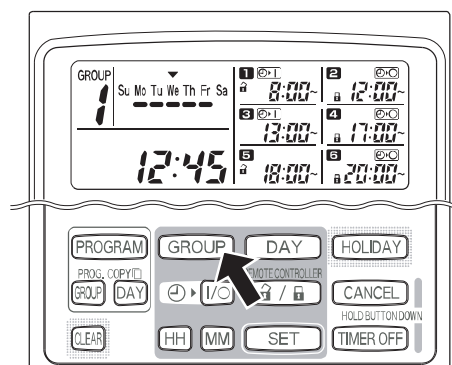 GROUP
1
Su Mo Tu We Th Fr Sa
12:45
1 8:00~
2 12:00~
3 13:00~
4 17:00~
5 18:00~
6 20:00~
PROGRAM GROUP DAY HOLIDAY
PROG. COPY
REMOTE CONTROLLER
GROUP DAY I/O CANCEL
HOLD BUTTON DOWN
CLEAR HH MM SET TIMER OFF